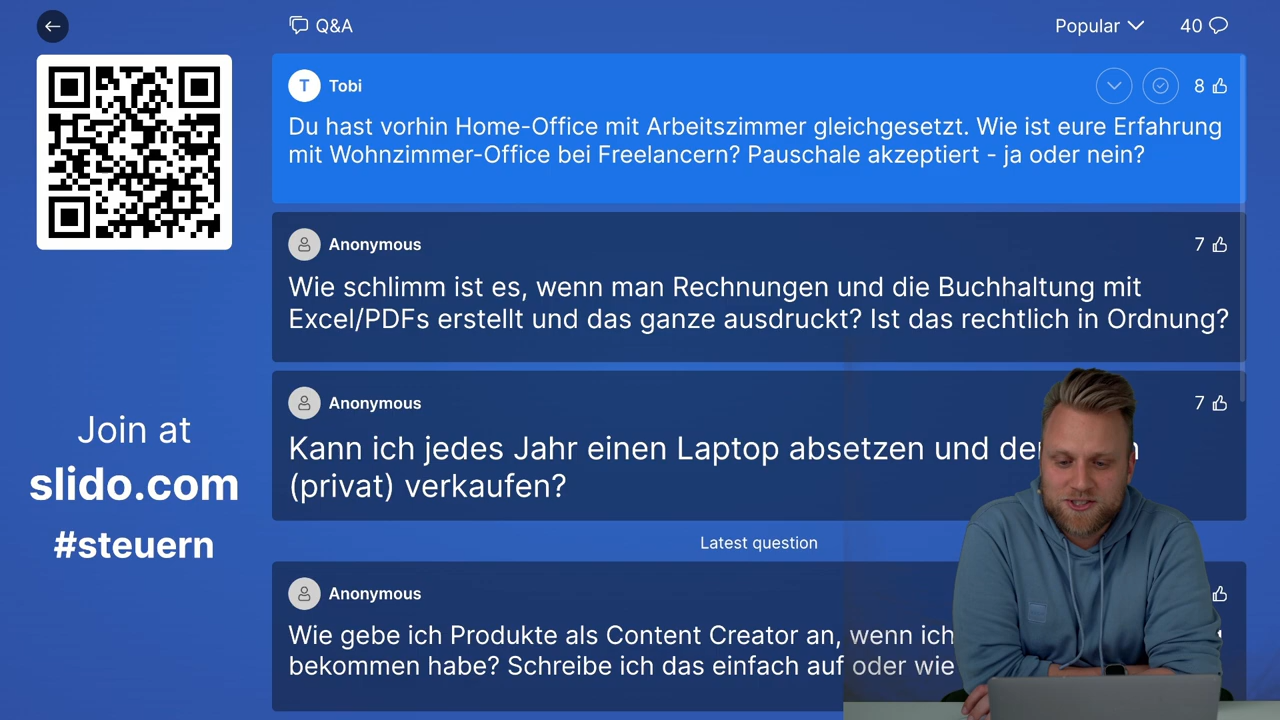 Q&A
Popular
40
T
Tobi
8
Du hast vorhin Home-Office mit Arbeitszimmer gleichgesetzt. Wie ist eure Erfahrung
mit Wohnzimmer-Office bei Freelancern? Pauschale akzeptiert - ja oder nein?
Anonymous
7
Wie schlimm ist es, wenn man Rechnungen und die Buchhaltung mit
Excel/PDFs erstellt und das ganze ausdruckt? Ist das rechtlich in Ordnung?
Anonymous
7
Kann ich jedes Jahr einen Laptop absetzen und
(privat) verkaufen?
Latest question
Anonymous
Wie gebe ich Produkte als Content Creator an, wenn ich
bekommen habe? Schreibe ich das einfach auf oder wie
Join at
slido.com
#steuern